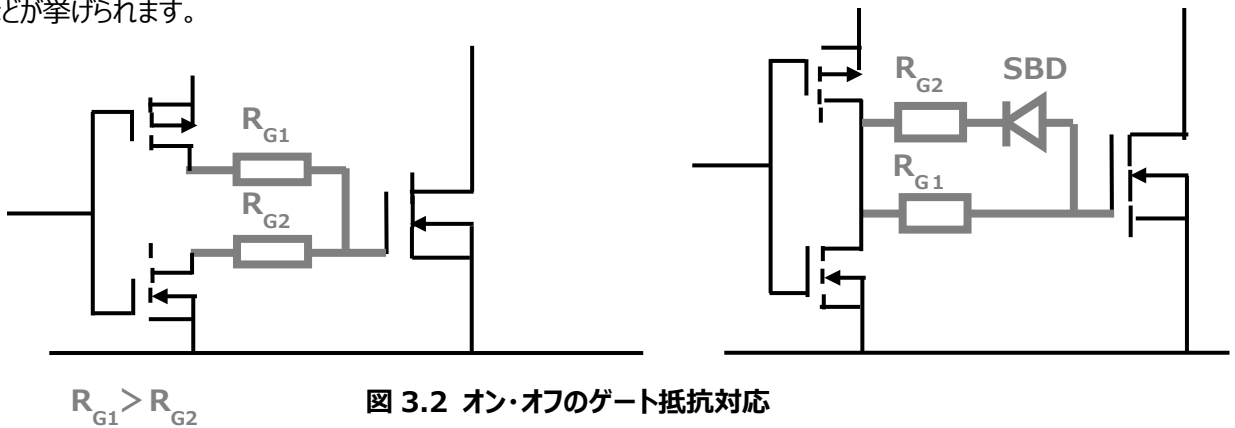 どが挙げられます。
RG1
RG2
RG2 SBD
RG1
RG1＞RG2
図 3.2 オン・オフのゲート抵抗対応